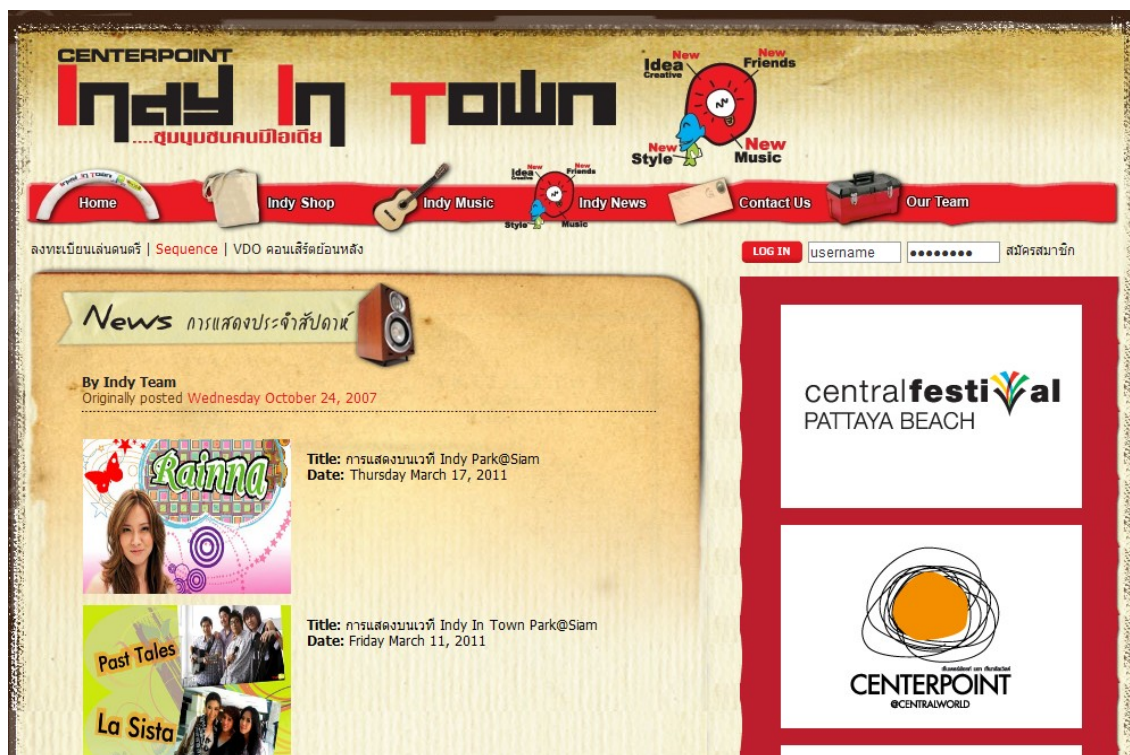 CENTERPOINT
Indy In Town
....ชุมนุมชนคนมีไอเดีย
New Idea Creative
New Friends
New Style
New Music
Home
Indy Shop
Indy Music
New Idea Creative
New Friends
Style
Music
Indy News
Contact Us
Our Team
ลงทะเบียนเล่นดนตรี | Sequence | VDO คอนเสิร์ตย้อนหลัง
LOG IN username ●●●●●●●● สมัครสมาชิก
News การแสดงประจำสัปดาห์
By Indy Team
Originally posted Wednesday October 24, 2007
Rainna
Title: การแสดงบนเวที Indy Park@Siam
Date: Thursday March 17, 2011
Past Tales
La Sista
Title: การแสดงบนเวที Indy In Town Park@Siam
Date: Friday March 11, 2011
centralfestival
PATTAYA BEACH
CENTERPOINT
@CENTRALWORLD